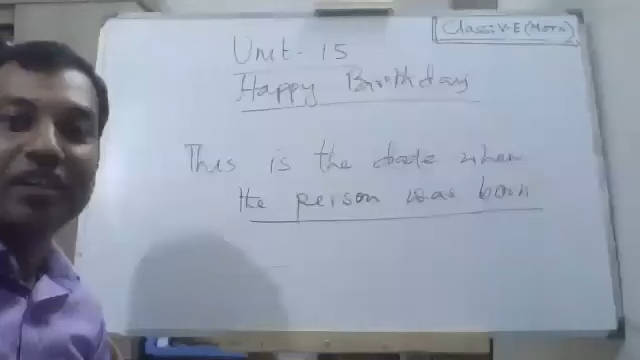 Class: V-E (Morn)
Unit - 15
Happy Birthday
This is the date when
the person was born